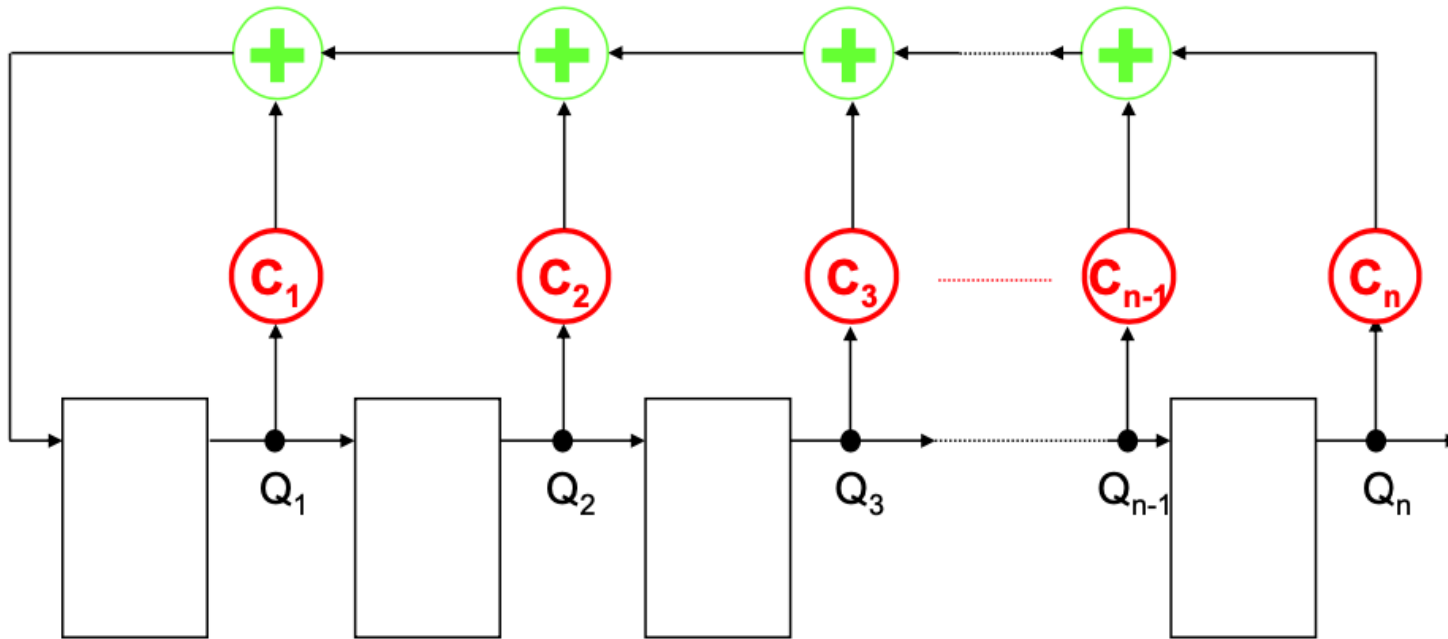 C₁ C₂ C₃ Cₙ₋₁ Cₙ
Q₁ Q₂ Q₃ Qₙ₋₁ Qₙ